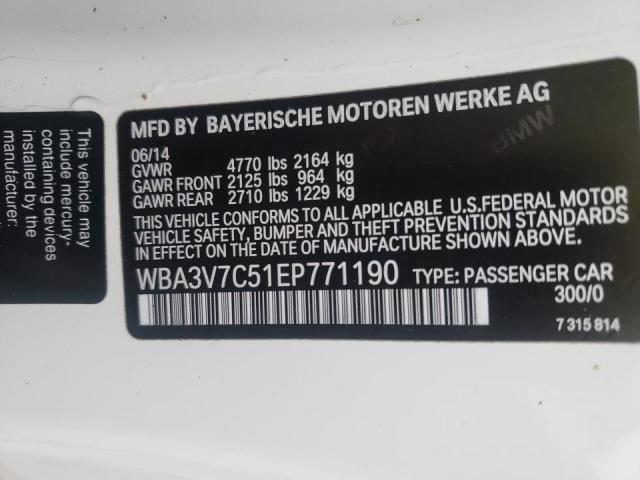 This vehicle may
include mercury-
containing devices
installed by the
manufacturer:
MFD BY BAYERISCHE MOTOREN WERKE AG
06/14
GVWR 4770 lbs 2164 kg
GAWR FRONT 2125 lbs 964 kg
GAWR REAR 2710 lbs 1229 kg
THIS VEHICLE CONFORMS TO ALL APPLICABLE U.S.FEDERAL MOTOR
VEHICLE SAFETY, BUMPER AND THEFT PREVENTION STANDARDS
IN EFFECT ON THE DATE OF MANUFACTURE SHOWN ABOVE.
WBA3V7C51EP771190 TYPE: PASSENGER CAR
300/0
7 315 814
BMW